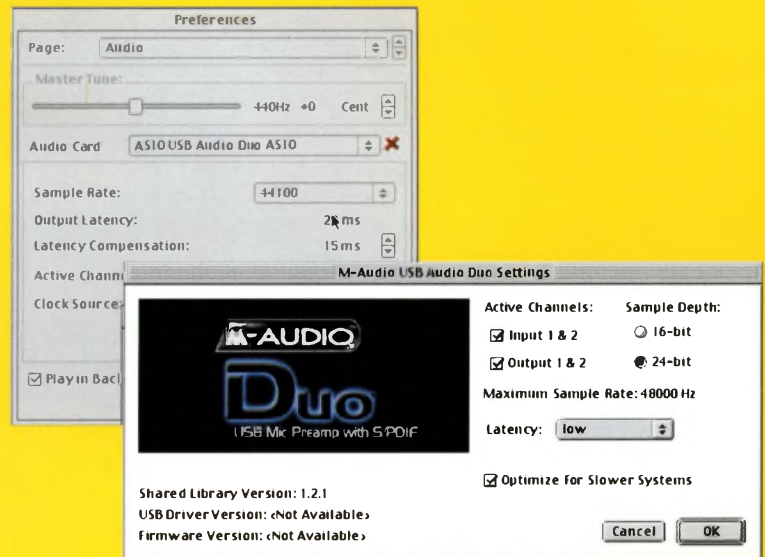 Preferences
Page: Audio
Master Tune:
440Hz +0 Cent
Audio Card ASIO USB Audio Duo ASIO
Sample Rate: 44100
Output Latency: ms
Latency Compensation: 15ms
Active Chann
Clock Source:
Play in Bac
M-Audio USB Audio Duo Settings
M-AUDIO
Duo
USB Mic Preamp with S/PDIF
Active Channels: Sample Depth:
Input 1 & 2 16-bit
Output 1 & 2 24-bit
Maximum Sample Rate: 48000 Hz
Latency: low
Optimize For Slower Systems
Shared Library Version: 1.2.1
USB Driver Version: <Not Available>
Firmware Version: <Not Available>
Cancel OK